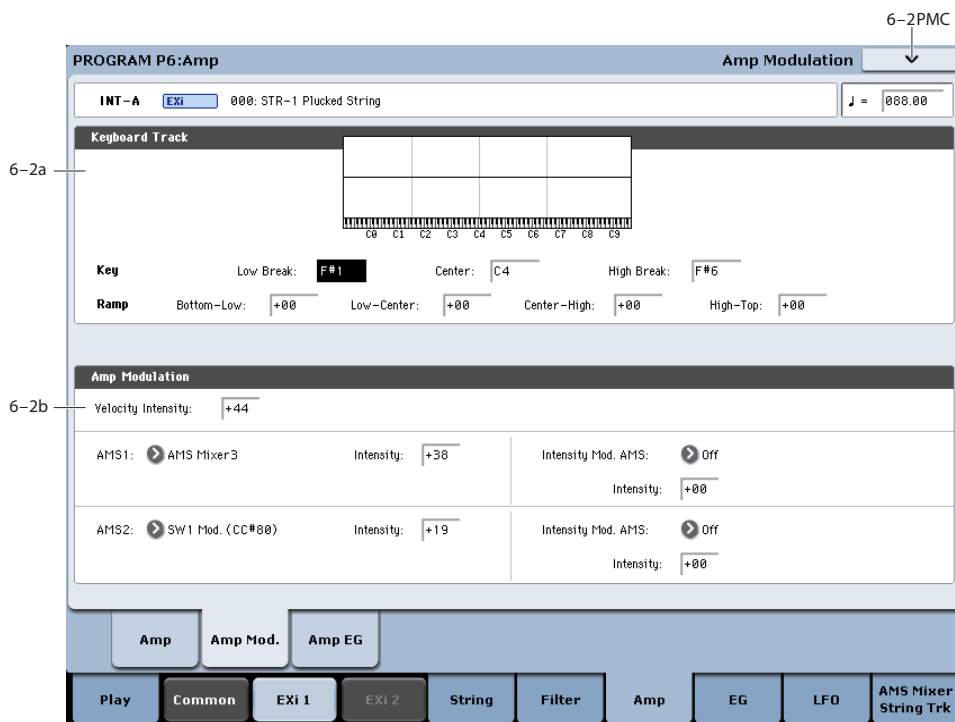 6–2PMC
PROGRAM P6:Amp Amp Modulation
INT-A EXi 000: STR-1 Plucked String ♩ = 088.00
Keyboard Track
6–2a
C0 C1 C2 C3 C4 C5 C6 C7 C8 C9
Key Low Break: F#1 Center: C4 High Break: F#6
Ramp Bottom-Low: +00 Low-Center: +00 Center-High: +00 High-Top: +00
Amp Modulation
6–2b
Velocity Intensity: +44
AMS1: AMS Mixer3 Intensity: +38 Intensity Mod. AMS: Off
Intensity: +00
AMS2: SW1 Mod. (CC#80) Intensity: +19 Intensity Mod. AMS: Off
Intensity: +00
Amp Amp Mod. Amp EG
Play Common EXi 1 EXi 2 String Filter Amp EG LFO AMS Mixer
String Trk